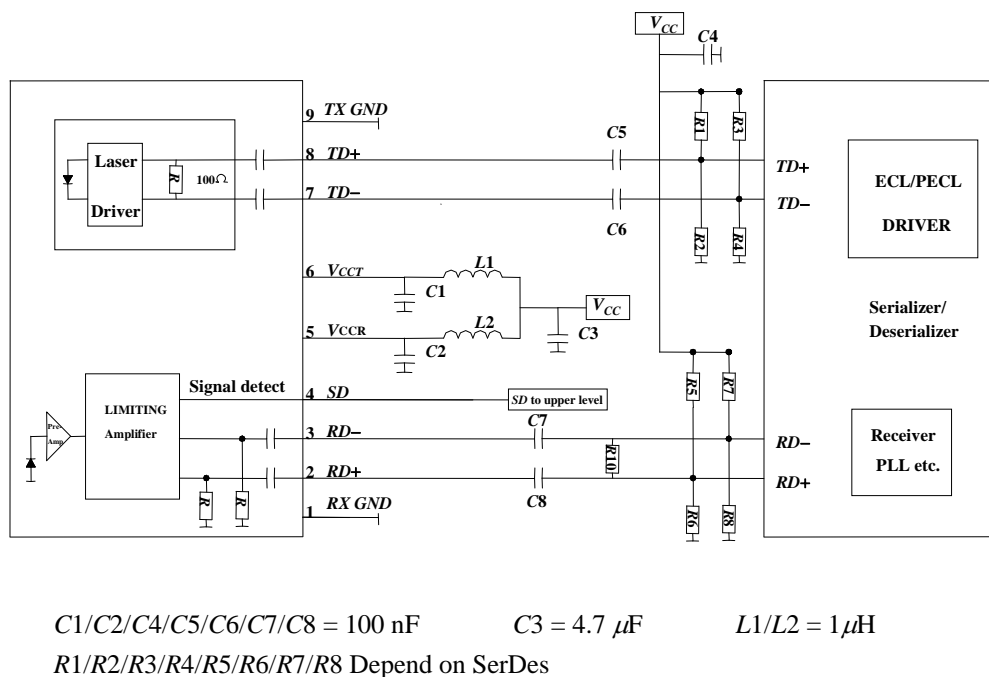 V_CC
C4
9 TX GND
C5
R1
R3
Laser
Driver
R
100Ω
8 TD+
TD+
7 TD−
TD−
ECL/PECL
DRIVER
C6
R2
R4
6 VCCT
L1
C1
V_CC
L2
C3
5 VCCR
C2
Serializer/
Deserializer
Signal detect
4 SD
SD to upper level
R5
R7
LIMITING
Amplifier
Pre-
Amp
C7
3 RD−
RD−
R10
Receiver
PLL etc.
2 RD+
RD+
C8
R
R
1 RX GND
R6
R8
C1/C2/C4/C5/C6/C7/C8 = 100 nF C3 = 4.7 μF L1/L2 = 1μH
R1/R2/R3/R4/R5/R6/R7/R8 Depend on SerDes